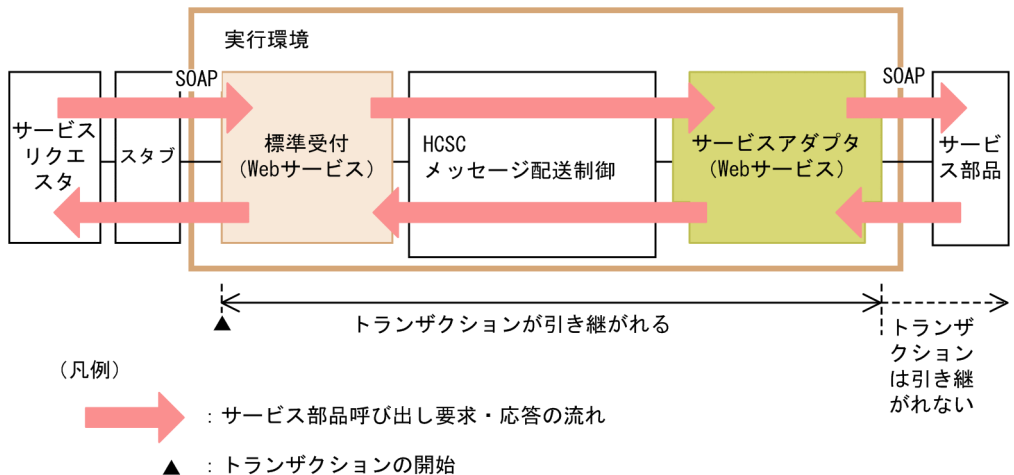 実行環境
SOAP
SOAP
サービス
リクエ
スタ
スタブ
標準受付
(Webサービス)
HCSC
メッセージ配送制御
サービスアダプタ
(Webサービス)
サービ
ス部品
トランザクションが引き継がれる
トランザ
クション
は引き継
がれない
(凡例)
：サービス部品呼び出し要求・応答の流れ
：トランザクションの開始